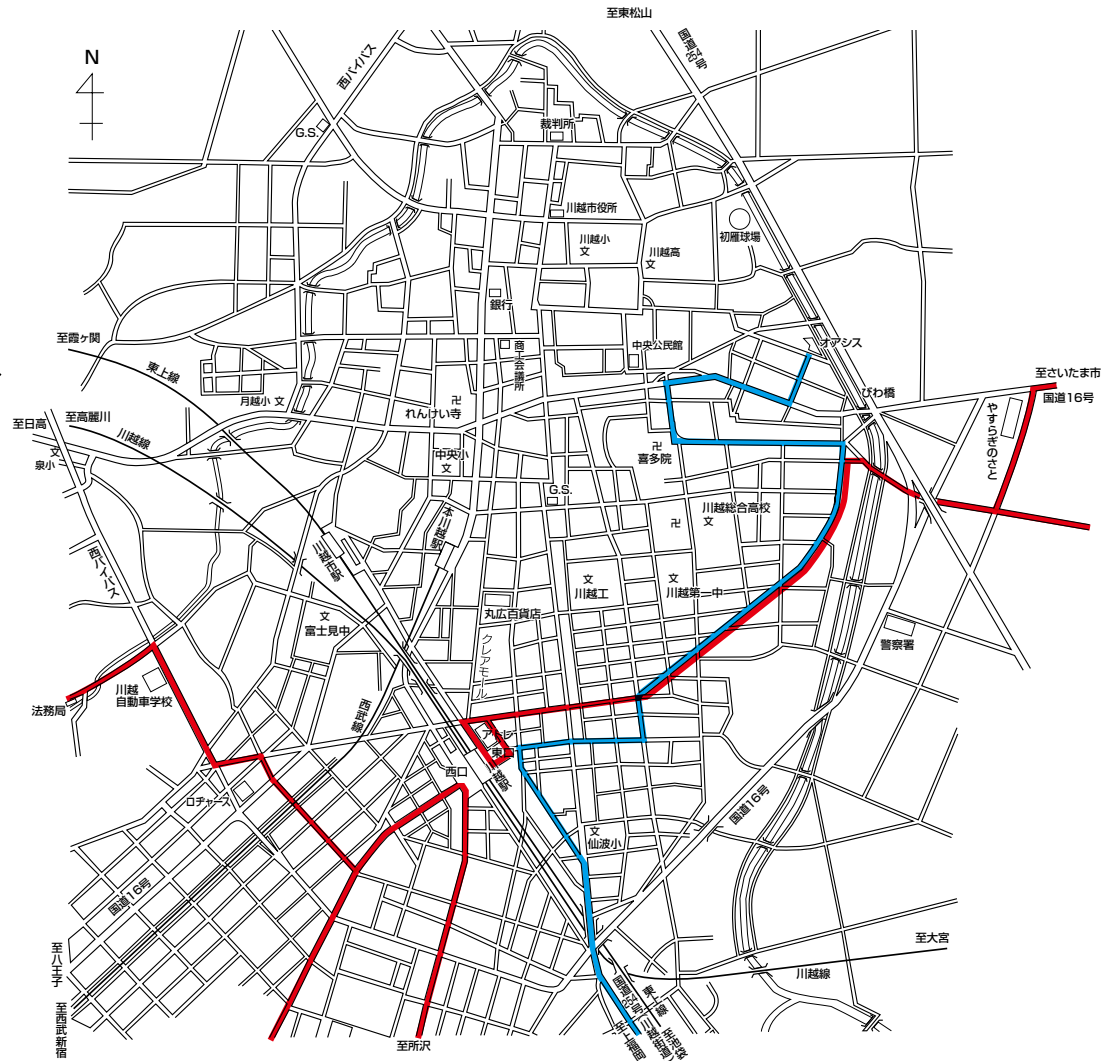 至東松山
国道254号
西バイパス
N
G.S.
裁判所
川越市役所
初雁球場
川越小
文
川越高
文
銀行
至霞ヶ関
商工会議所
中央公民館
オアシス
東上線
至さいたま市
国道16号
びわ橋
月越小 文
卍
れんけい寺
至高麗川
至日高
川越線
やすらぎのさと
文
泉小
中央小
文
卍
喜多院
G.S.
本川越駅
川越総合高校
文
卍
川越市駅
西バイパス
文
川越工
文
川越第一中
丸広百貨店
文
富士見中
クレアモール
警察署
川越
自動車学校
法務局
西武線
アトレ
東口
西口
越駅
ロヂャース
国道16号
文
仙波小
国道16号
至大宮
至八王子
川越線
至西武新宿
国道254号
東上線
至所沢